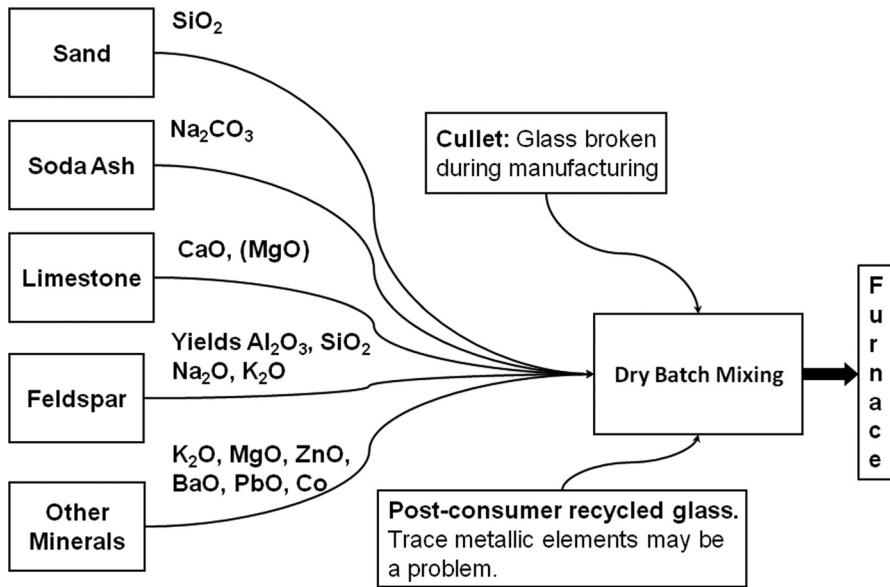 Sand
SiO₂
Soda Ash
Na₂CO₃
Limestone
CaO, (MgO)
Feldspar
Yields Al₂O₃, SiO₂
Na₂O, K₂O
Other
Minerals
K₂O, MgO, ZnO,
BaO, PbO, Co
Cullet: Glass broken
during manufacturing
Dry Batch Mixing
Post-consumer recycled glass.
Trace metallic elements may be
a problem.
F
u
r
n
a
c
e